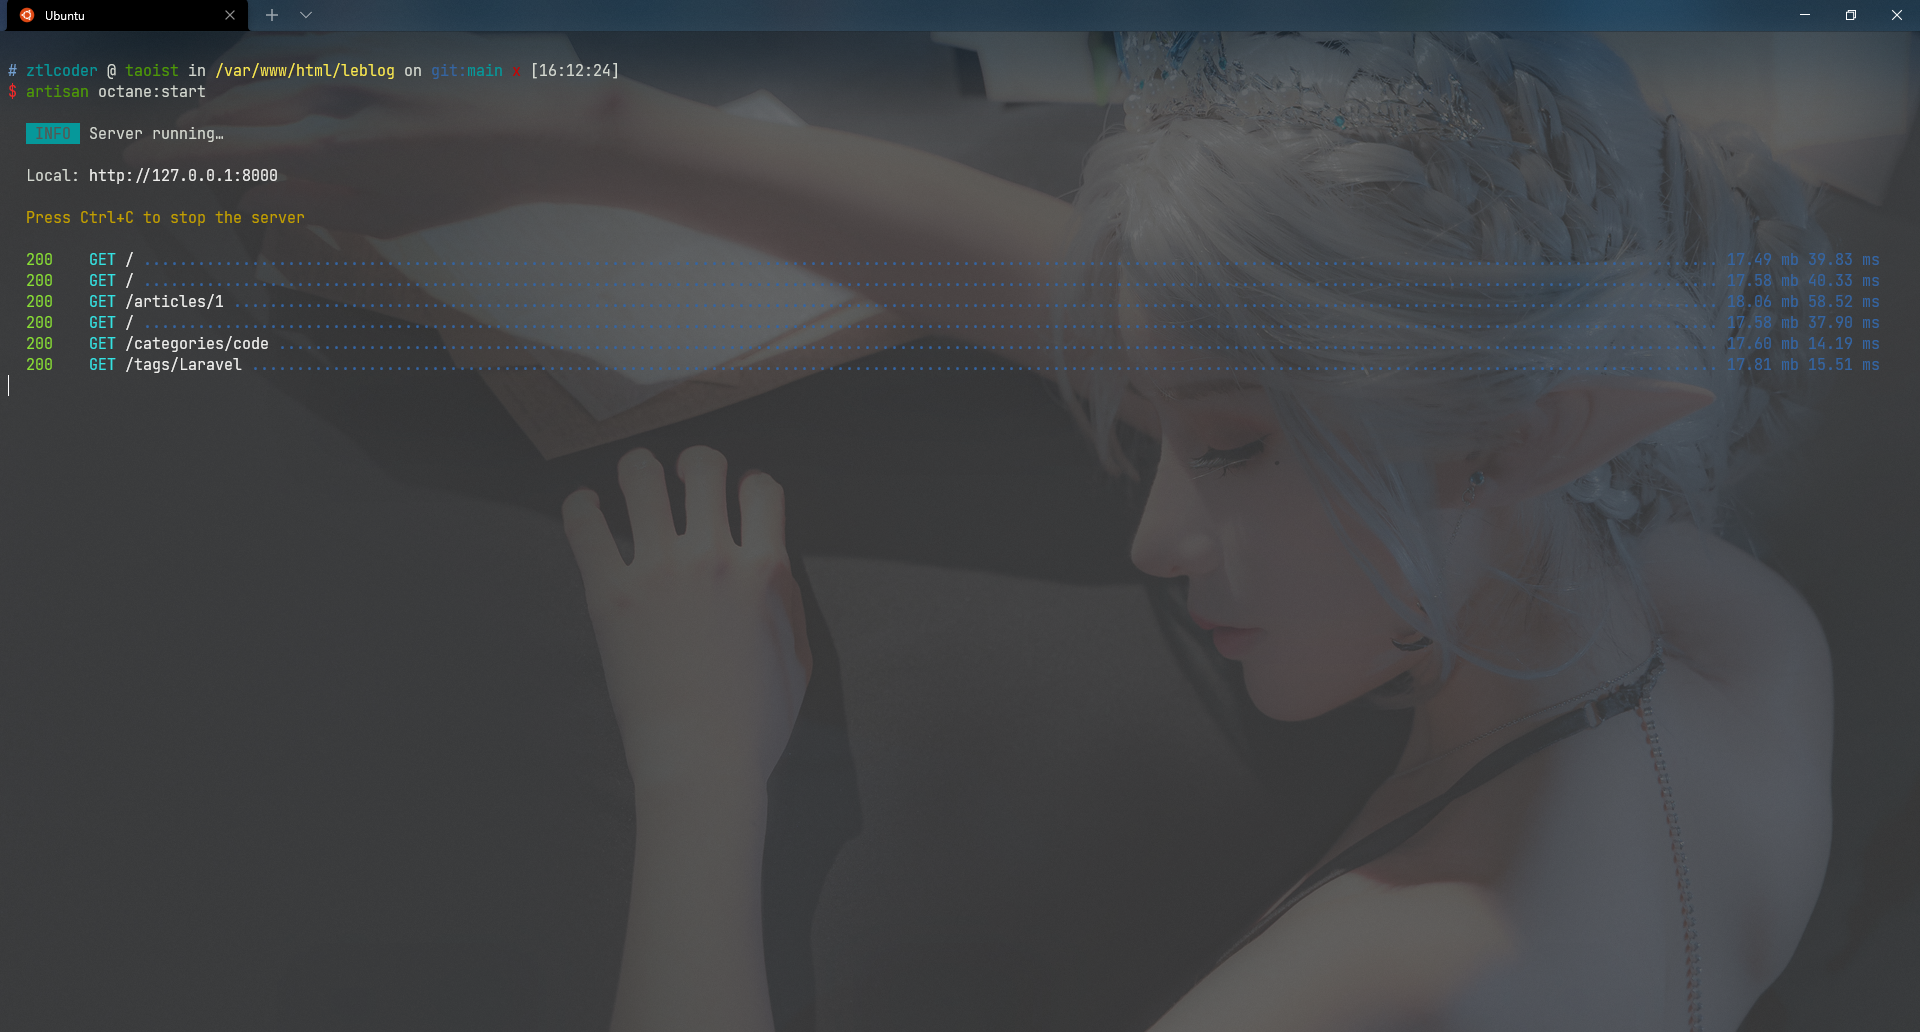 Ubuntu
# ztlcoder @ taoist in /var/www/html/leblog on git:main x [16:12:24]
$ artisan octane:start
INFO Server running…
Local: http://127.0.0.1:8000
Press Ctrl+C to stop the server
200 GET / ........................................ 17.49 mb 39.83 ms
200 GET / ........................................ 17.58 mb 40.33 ms
200 GET /articles/1 ........................................ 18.06 mb 58.52 ms
200 GET / ........................................ 17.58 mb 37.90 ms
200 GET /categories/code ........................................ 17.60 mb 14.19 ms
200 GET /tags/Laravel ........................................ 17.81 mb 15.51 ms